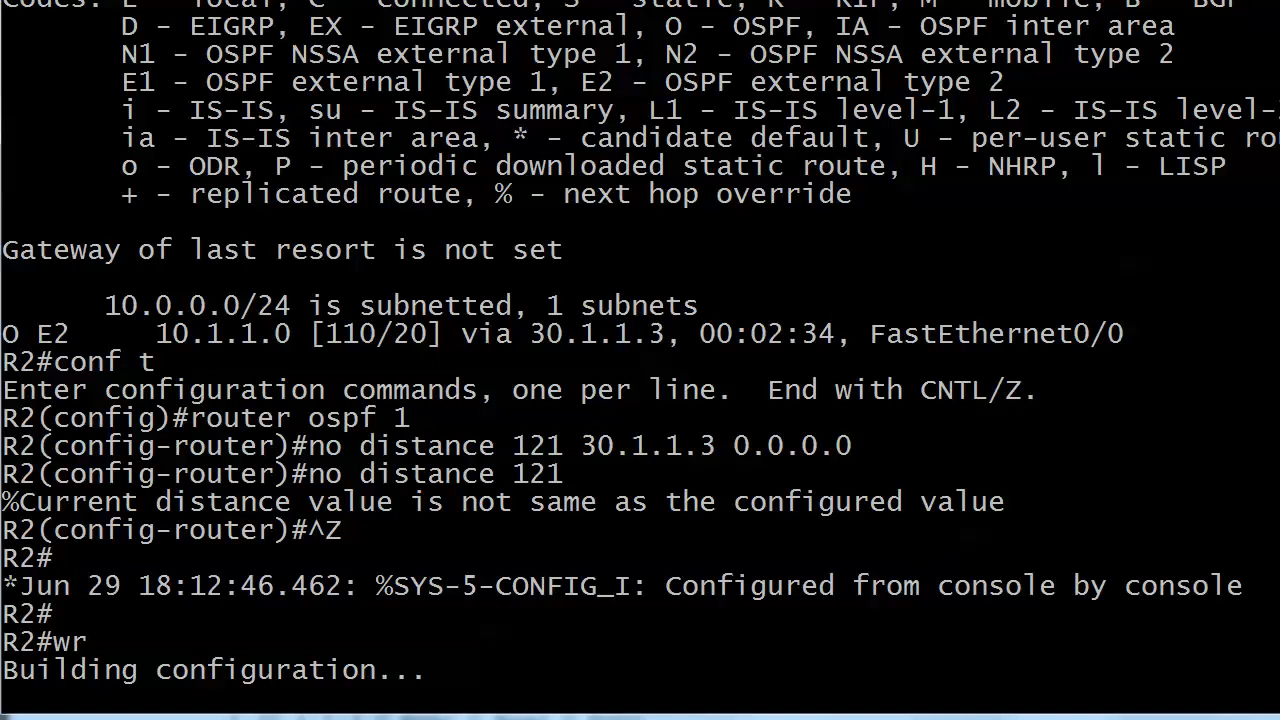 Codes: L - local, C - connected, S - static, R - RIP, M - mobile, B - BGP
D - EIGRP, EX - EIGRP external, O - OSPF, IA - OSPF inter area
N1 - OSPF NSSA external type 1, N2 - OSPF NSSA external type 2
E1 - OSPF external type 1, E2 - OSPF external type 2
i - IS-IS, su - IS-IS summary, L1 - IS-IS level-1, L2 - IS-IS level-
ia - IS-IS inter area, * - candidate default, U - per-user static ro
o - ODR, P - periodic downloaded static route, H - NHRP, l - LISP
+ - replicated route, % - next hop override
Gateway of last resort is not set
10.0.0.0/24 is subnetted, 1 subnets
O E2 10.1.1.0 [110/20] via 30.1.1.3, 00:02:34, FastEthernet0/0
R2#conf t
Enter configuration commands, one per line. End with CNTL/Z.
R2(config)#router ospf 1
R2(config-router)#no distance 121 30.1.1.3 0.0.0.0
R2(config-router)#no distance 121
%Current distance value is not same as the configured value
R2(config-router)#^Z
R2#
*Jun 29 18:12:46.462: %SYS-5-CONFIG_I: Configured from console by console
R2#
R2#wr
Building configuration...